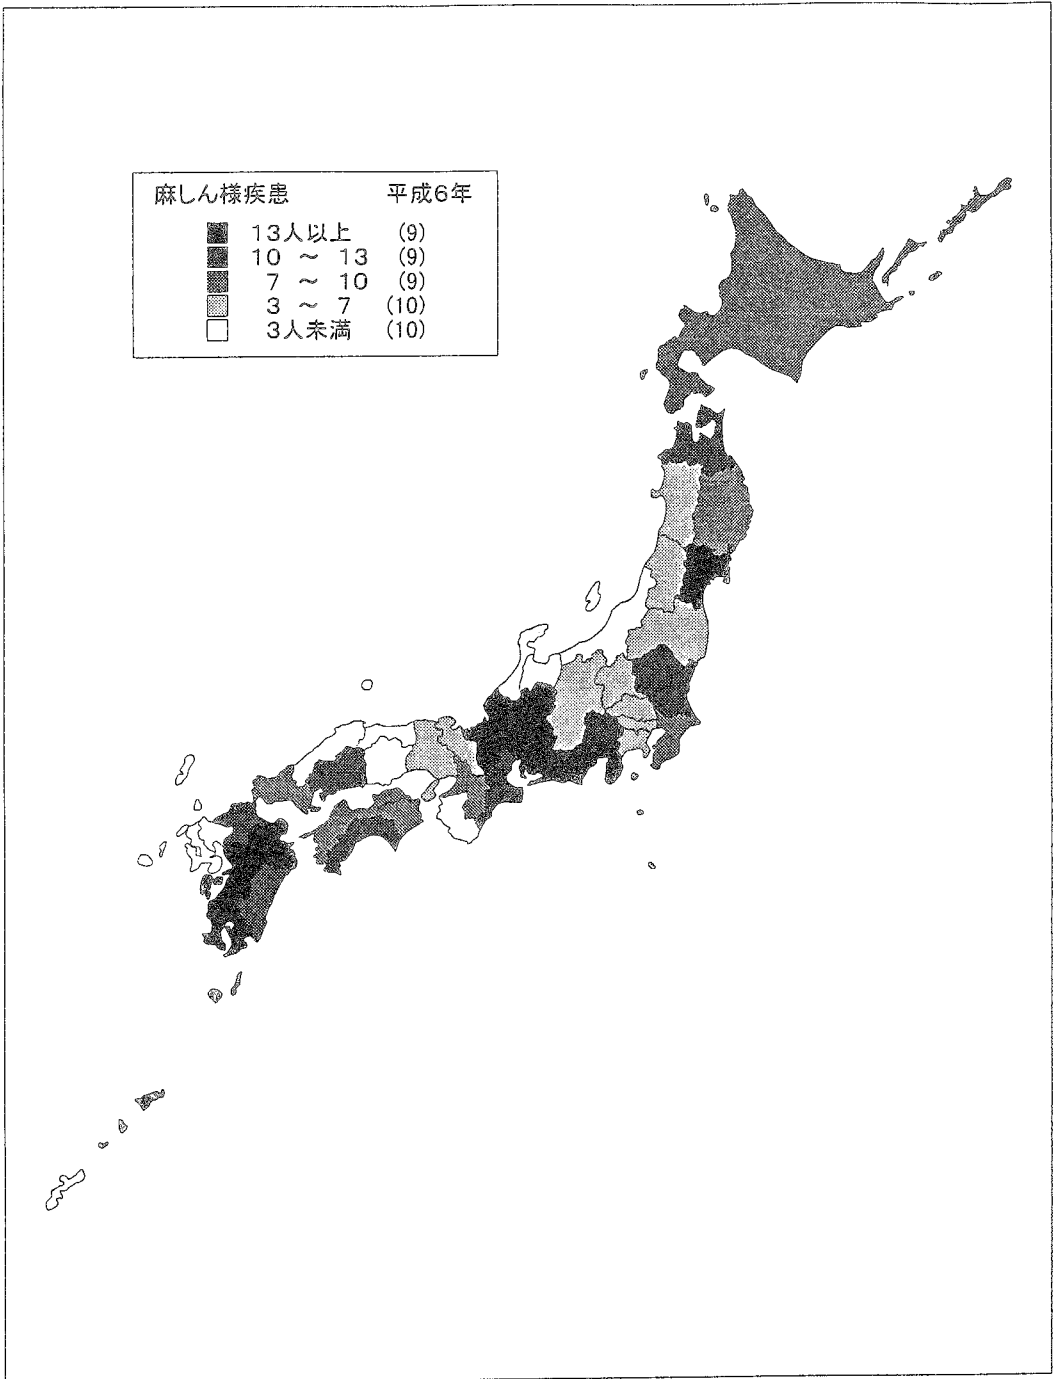 麻しん様疾患 平成6年
13人以上 (9)
10 ～ 13 (9)
7 ～ 10 (9)
3 ～ 7 (10)
3人未満 (10)